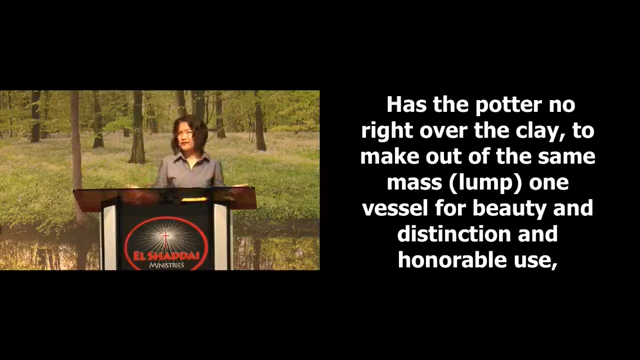 Has the potter no
right over the clay, to
make out of the same
mass (lump) one
vessel for beauty and
distinction and
honorable use,
EL SHADDAI
MINISTRIES